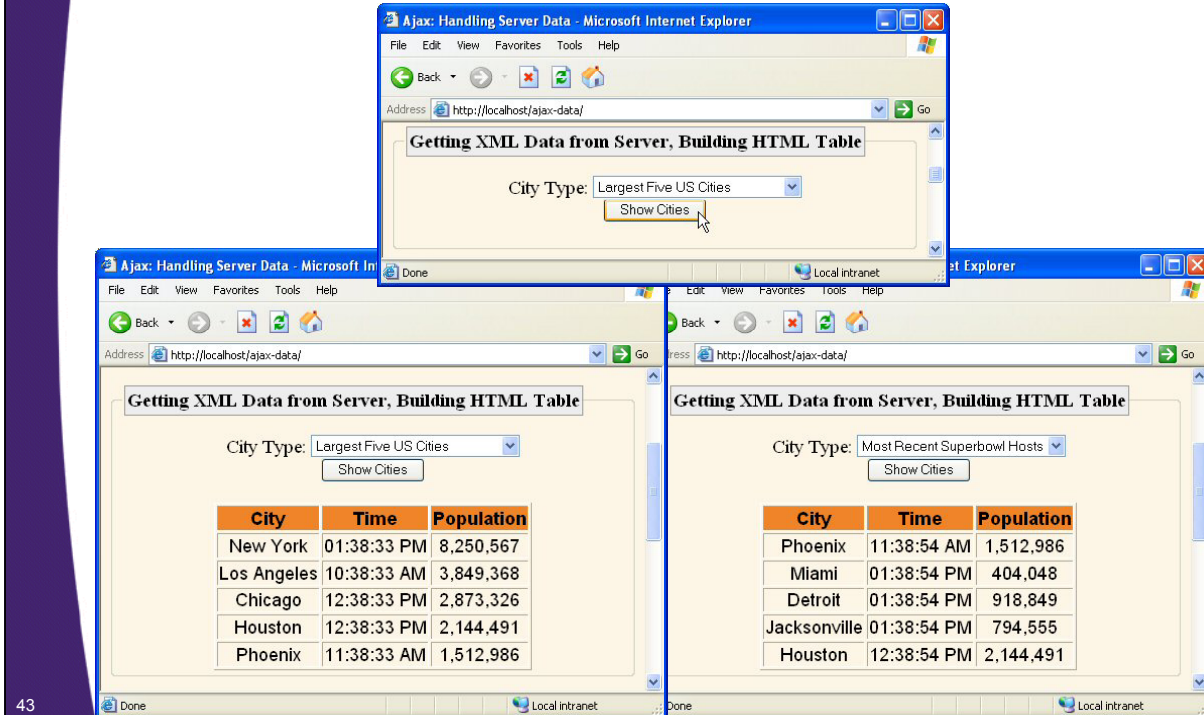 Ajax: Handling Server Data - Microsoft Internet Explorer
File Edit View Favorites Tools Help
Back
Address http://localhost/ajax-data/ Go
Getting XML Data from Server, Building HTML Table
City Type: Largest Five US Cities
Show Cities
Done Local intranet
Ajax: Handling Server Data - Microsoft Int
File Edit View Favorites Tools Help
Back
Address http://localhost/ajax-data/ Go
Getting XML Data from Server, Building HTML Table
City Type: Largest Five US Cities
Show Cities
City Time Population
New York 01:38:33 PM 8,250,567
Los Angeles 10:38:33 AM 3,849,368
Chicago 12:38:33 PM 2,873,326
Houston 12:38:33 PM 2,144,491
Phoenix 11:38:33 AM 1,512,986
Done Local intranet
et Explorer
e Edit View Favorites Tools Help
Back
ress http://localhost/ajax-data/ Go
Getting XML Data from Server, Building HTML Table
City Type: Most Recent Superbowl Hosts
Show Cities
City Time Population
Phoenix 11:38:54 AM 1,512,986
Miami 01:38:54 PM 404,048
Detroit 01:38:54 PM 918,849
Jacksonville 01:38:54 PM 794,555
Houston 12:38:54 PM 2,144,491
Done Local intranet
43